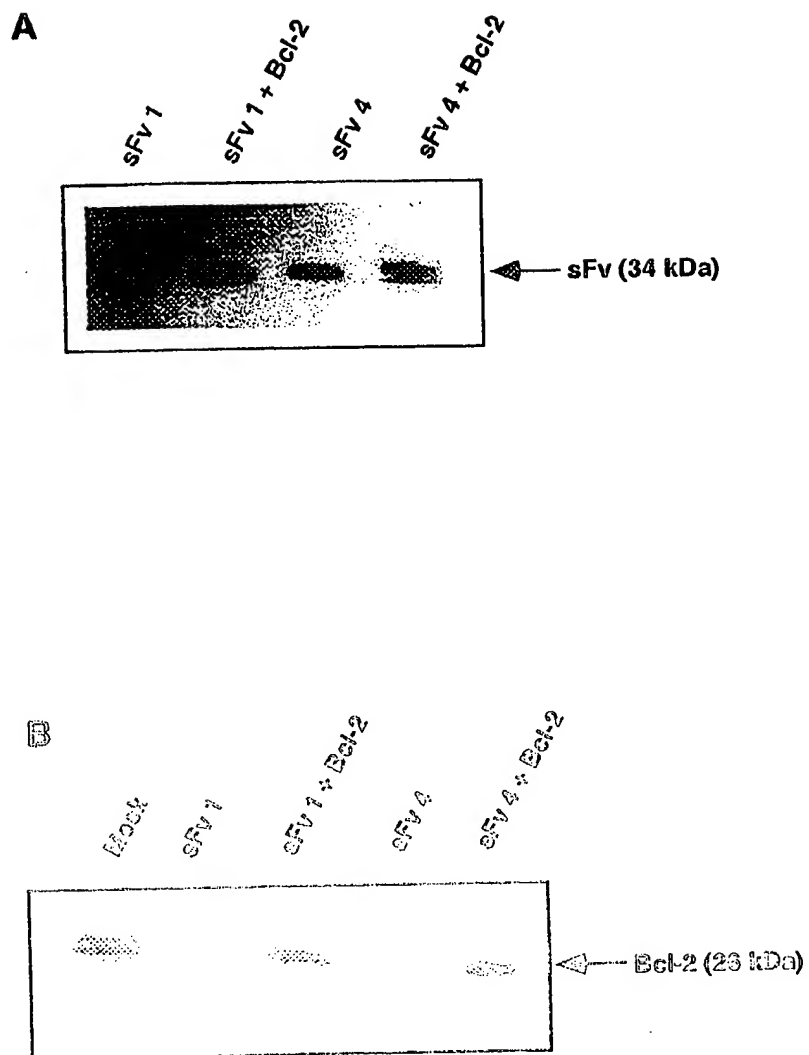 A
sFv 1
sFv 1 + Bcl-2
sFv 4
sFv 4 + Bcl-2
sFv (34 kDa)
B
Mock
sFv 1
sFv 1 + Bcl-2
sFv 4
sFv 4 + Bcl-2
Bcl-2 (26 kDa)